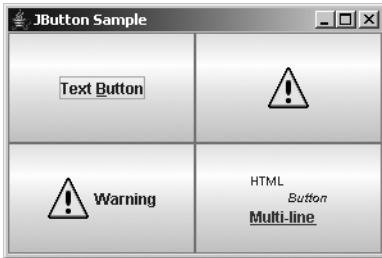 JButton Sample
Text Button
Warning
HTML
Button
Multi-line